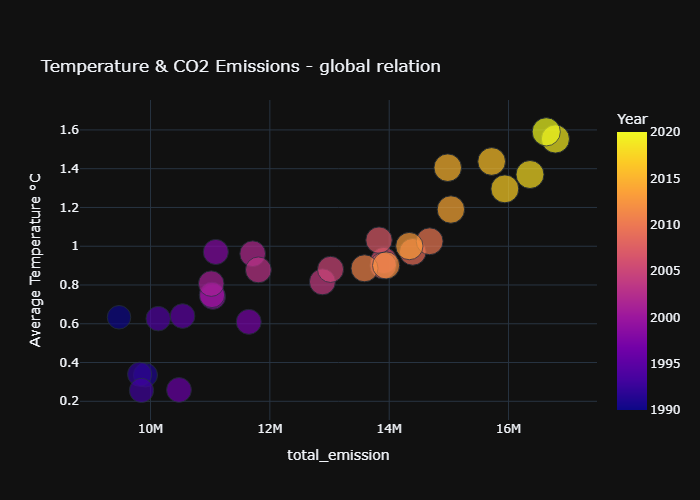 Temperature & CO2 Emissions - global relation
Year
2020
2015
2010
2005
2000
1995
1990
Average Temperature °C
1.6
1.4
1.2
1
0.8
0.6
0.4
0.2
10M
12M
14M
16M
total_emission